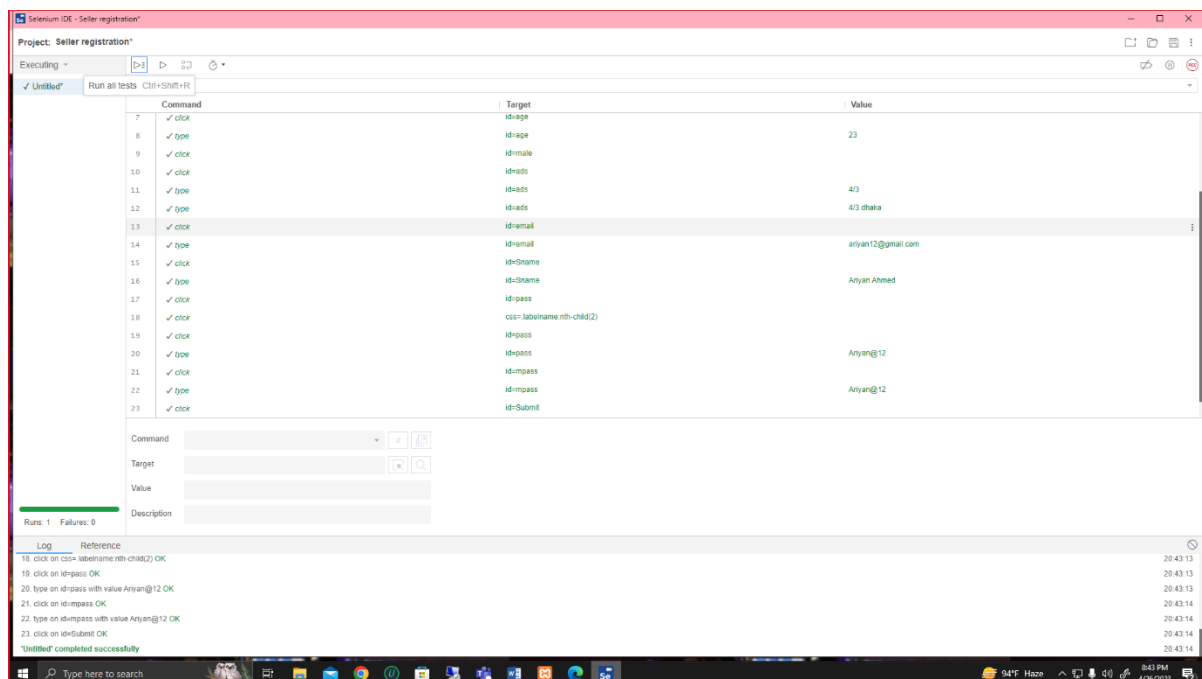 Selenium IDE - Seller registration*
Project: Seller registration*
Executing
✓ Untitled* Run all tests Ctrl+Shift+R
Command Target Value
7 ✓ click id=age
8 ✓ type id=age 23
9 ✓ click id=male
10 ✓ click id=ads
11 ✓ type id=ads 4/3
12 ✓ type id=ads 4/3 dhaka
13 ✓ click id=email
14 ✓ type id=email ariyan12@gmail.com
15 ✓ click id=Sname
16 ✓ type id=Sname Ariyan Ahmed
17 ✓ click id=pass
18 ✓ click css=.labelname:nth-child(2)
19 ✓ click id=pass
20 ✓ type id=pass Ariyan@12
21 ✓ click id=mpass
22 ✓ type id=mpass Ariyan@12
23 ✓ click id=Submit
Command
Target
Value
Description
Runs: 1 Failures: 0
Log Reference
18. click on css=.labelname:nth-child(2) OK 20:43:13
19. click on id=pass OK 20:43:13
20. type on id=pass with value Ariyan@12 OK 20:43:13
21. click on id=mpass OK 20:43:14
22. type on id=mpass with value Ariyan@12 OK 20:43:14
23. click on id=Submit OK 20:43:14
'Untitled' completed successfully 20:43:14
Type here to search 94°F Haze 8:43 PM